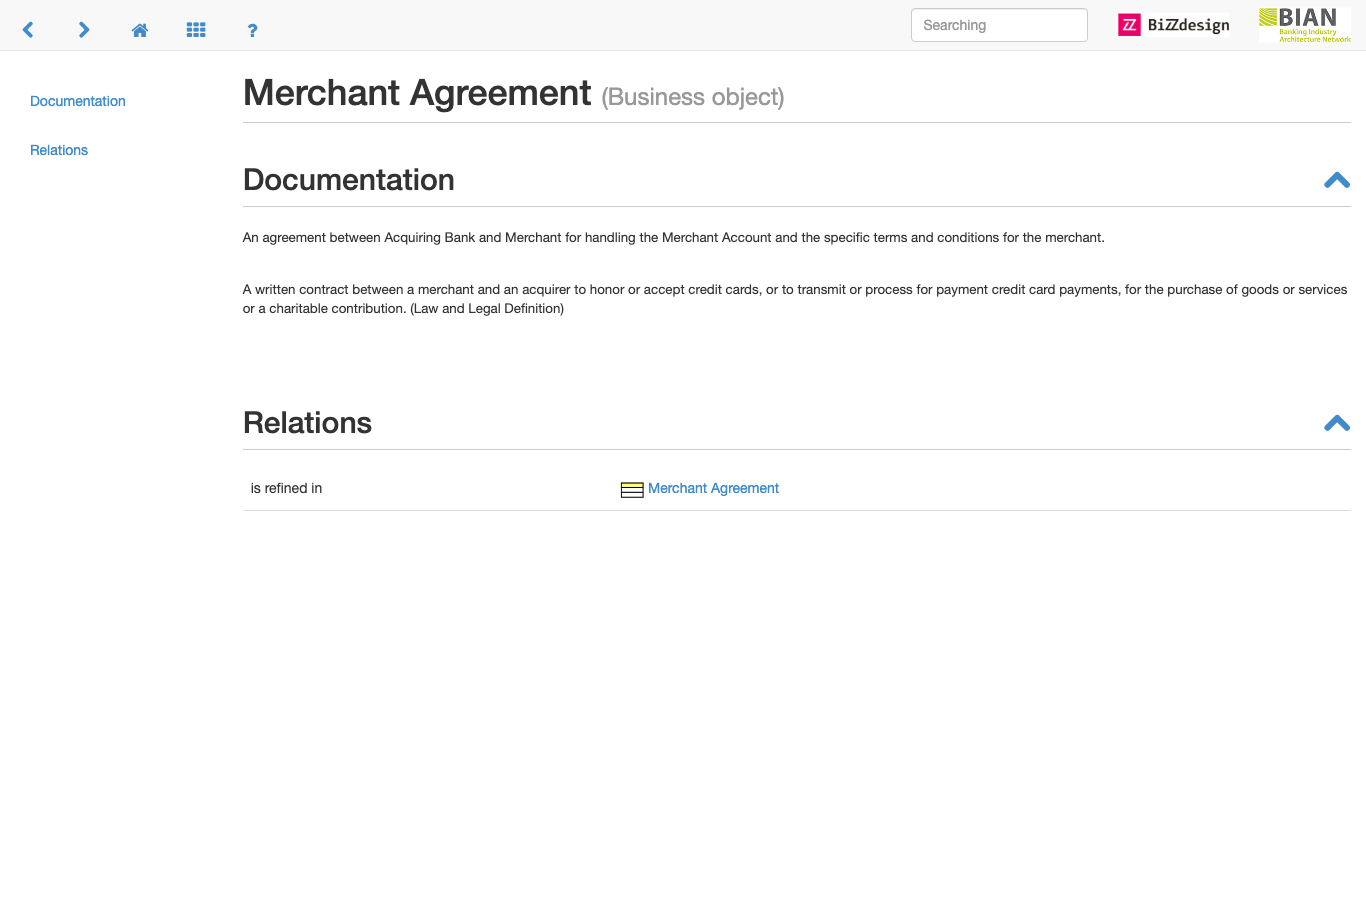 ?
Searching
BiZZdesign
BIAN
Banking Industry
Architecture Network
Documentation
Relations
Merchant Agreement (Business object)
Documentation
An agreement between Acquiring Bank and Merchant for handling the Merchant Account and the specific terms and conditions for the merchant.
A written contract between a merchant and an acquirer to honor or accept credit cards, or to transmit or process for payment credit card payments, for the purchase of goods or services
or a charitable contribution. (Law and Legal Definition)
Relations
is refined in Merchant Agreement